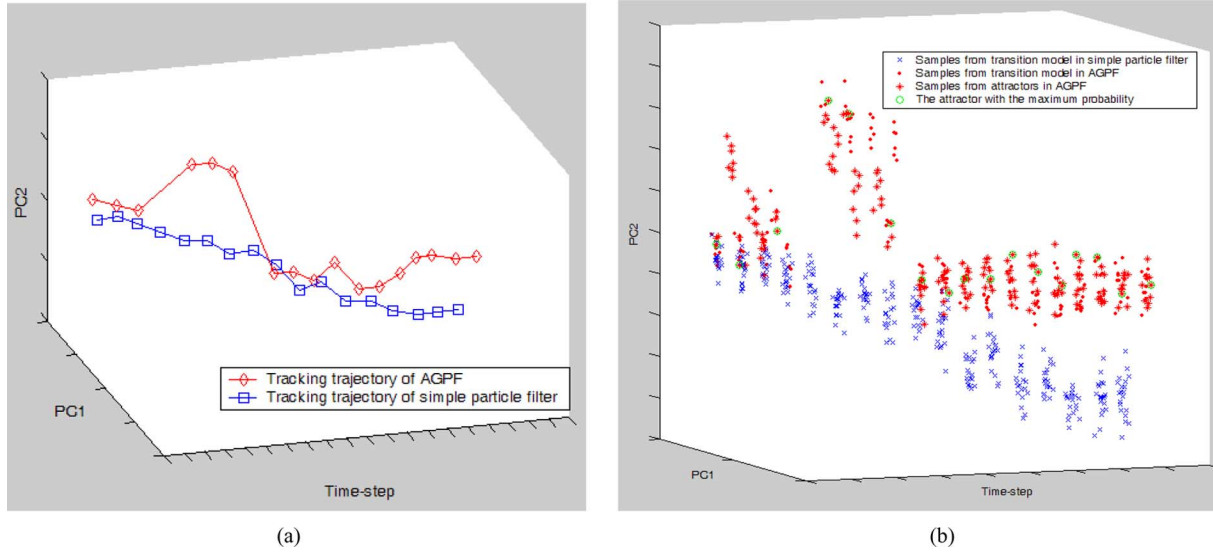 PC2
PC1
Time-step
Tracking trajectory of AGPF
Tracking trajectory of simple particle filter
(a)
PC2
PC1
Time-step
Samples from transition model in simple particle filter
Samples from transition model in AGPF
Samples from attractors in AGPF
The attractor with the maximum probability
(b)